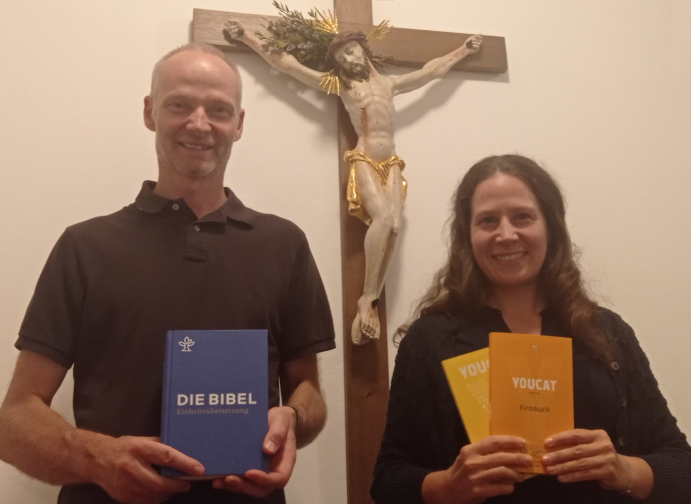 DIE BIBEL
Einheitsübersetzung
YOUCAT
Firmbuch
YOU